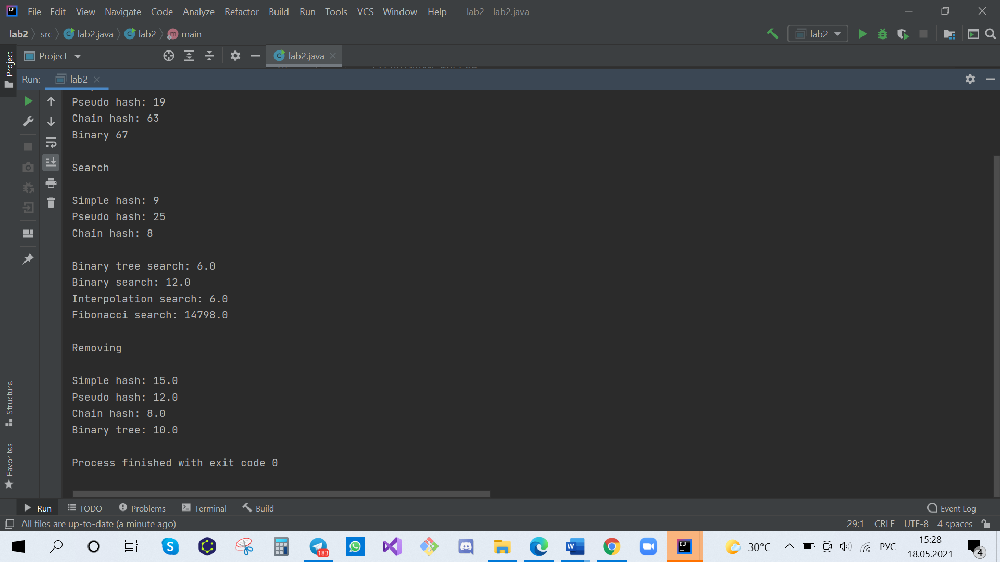 File Edit View Navigate Code Analyze Refactor Build Run Tools VCS Window Help lab2 - lab2.java
lab2 src lab2.java lab2 main
lab2
Project
lab2.java
Project
Run: lab2
Pseudo hash: 19
Chain hash: 63
Binary 67
Search
Simple hash: 9
Pseudo hash: 25
Chain hash: 8
Binary tree search: 6.0
Binary search: 12.0
Interpolation search: 6.0
Fibonacci search: 14798.0
Removing
Simple hash: 15.0
Pseudo hash: 12.0
Chain hash: 8.0
Binary tree: 10.0
Process finished with exit code 0
Structure
Favorites
Run TODO Problems Terminal Build Event Log
All files are up-to-date (a minute ago) 29:1 CRLF UTF-8 4 spaces
183
30°C РУС 15:28
18.05.2021
4